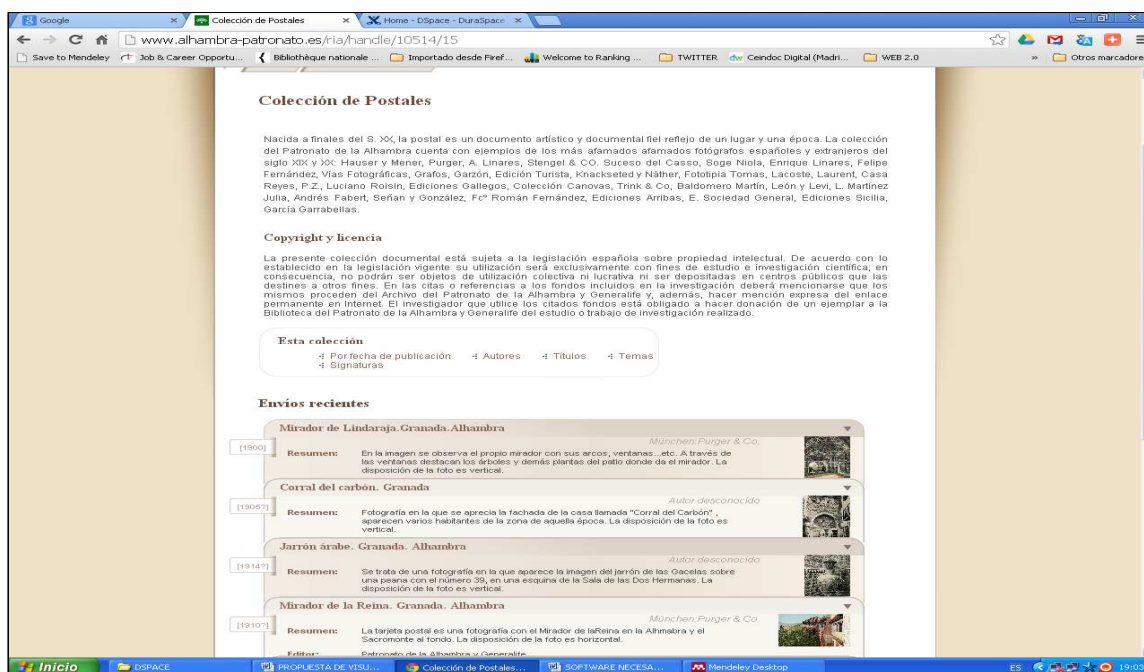 Google
Colección de Postales
Home - DSpace - DuraSpace
www.alhambra-patronato.es/ria/handle/10514/15
Save to Mendeley
Job & Career Opportu...
Bibliothèque nationale ...
Importado desde Firef...
Welcome to Ranking ...
TWITTER
dw Ceindoc Digital (Madri...
WEB 2.0
»
Otros marcadores
Colección de Postales
Nacida a finales del S. XX, la postal es un documento artístico y documental fiel reflejo de un lugar y una época. La colección
del Patronato de la Alhambra cuenta con ejemplos de los más afamados afamados fotógrafos españoles y extranjeros del
siglo XIX y XX: Hauser y Mener, Purger, A. Linares, Stengel & CO. Suceso del Casso, Soge Niola, Enrique Linares, Felipe
Fernández, Vías Fotográficas, Grafos, Garzón, Edición Turista, Knackseted y Näther, Fototipia Tomas, Lacoste, Laurent, Casa
Reyes, P.Z., Luciano Roisin, Ediciones Gallegos, Colección Canovas, Trink & Co, Baldomero Martín, León y Levi, L. Martínez
Julia, Andrés Fabert, Señan y González, Fcº Román Fernández, Ediciones Arribas, E. Sociedad General, Ediciones Sicilia,
García Garrabellas.
Copyright y licencia
La presente colección documental está sujeta a la legislación española sobre propiedad intelectual. De acuerdo con lo
establecido en la legislación vigente su utilización será exclusivamente con fines de estudio e investigación científica; en
consecuencia, no podrán ser objetos de utilización colectiva ni lucrativa ni ser depositadas en centros públicos que las
destines a otros fines. En las citas o referencias a los fondos incluidos en la investigación deberá mencionarse que los
mismos proceden del Archivo del Patronato de la Alhambra y Generalife y, además, hacer mención expresa del enlace
permanente en Internet. El investigador que utilice los citados fondos está obligado a hacer donación de un ejemplar a la
Biblioteca del Patronato de la Alhambra y Generalife del estudio o trabajo de investigación realizado.
Esta colección
Por fecha de publicación
Autores
Títulos
Temas
Signaturas
Envíos recientes
Mirador de Lindaraja.Granada.Alhambra
München:Purger & Co.
[1900]
Resumen:
En la imagen se observa el propio mirador con sus arcos, ventanas...etc. A través de
las ventanas destacan los árboles y demás plantas del patio donde da el mirador. La
disposición de la foto es vertical.
Corral del carbón. Granada
Autor desconocido
[1905?]
Resumen:
Fotografía en la que se aprecia la fachada de la casa llamada "Corral del Carbón" ,
aparecen varios habitantes de la zona de aquella época. La disposición de la foto es
vertical.
Jarrón árabe. Granada. Alhambra
Autor desconocido
[1914?]
Resumen:
Se trata de una fotografía en la que aparece la imagen del jarrón de las Gacelas sobre
una peana con el número 39, en una esquina de la Sala de las Dos Hermanas. La
disposición de la foto es vertical.
Mirador de la Reina. Granada. Alhambra
München:Purger & Co.
[1910?]
Resumen:
La tarjeta postal es una fotografía con el Mirador de laReina en la Alhmabra y el
Sacromonte al fondo. La disposición de la foto es horizontal.
Editor:
Patronato de la Alhambra y Generalife
Inicio
DSPACE
PROPUESTA DE VISU...
Colección de Postales...
SOFTWARE NECESA...
Mendeley Desktop
ES
19:03